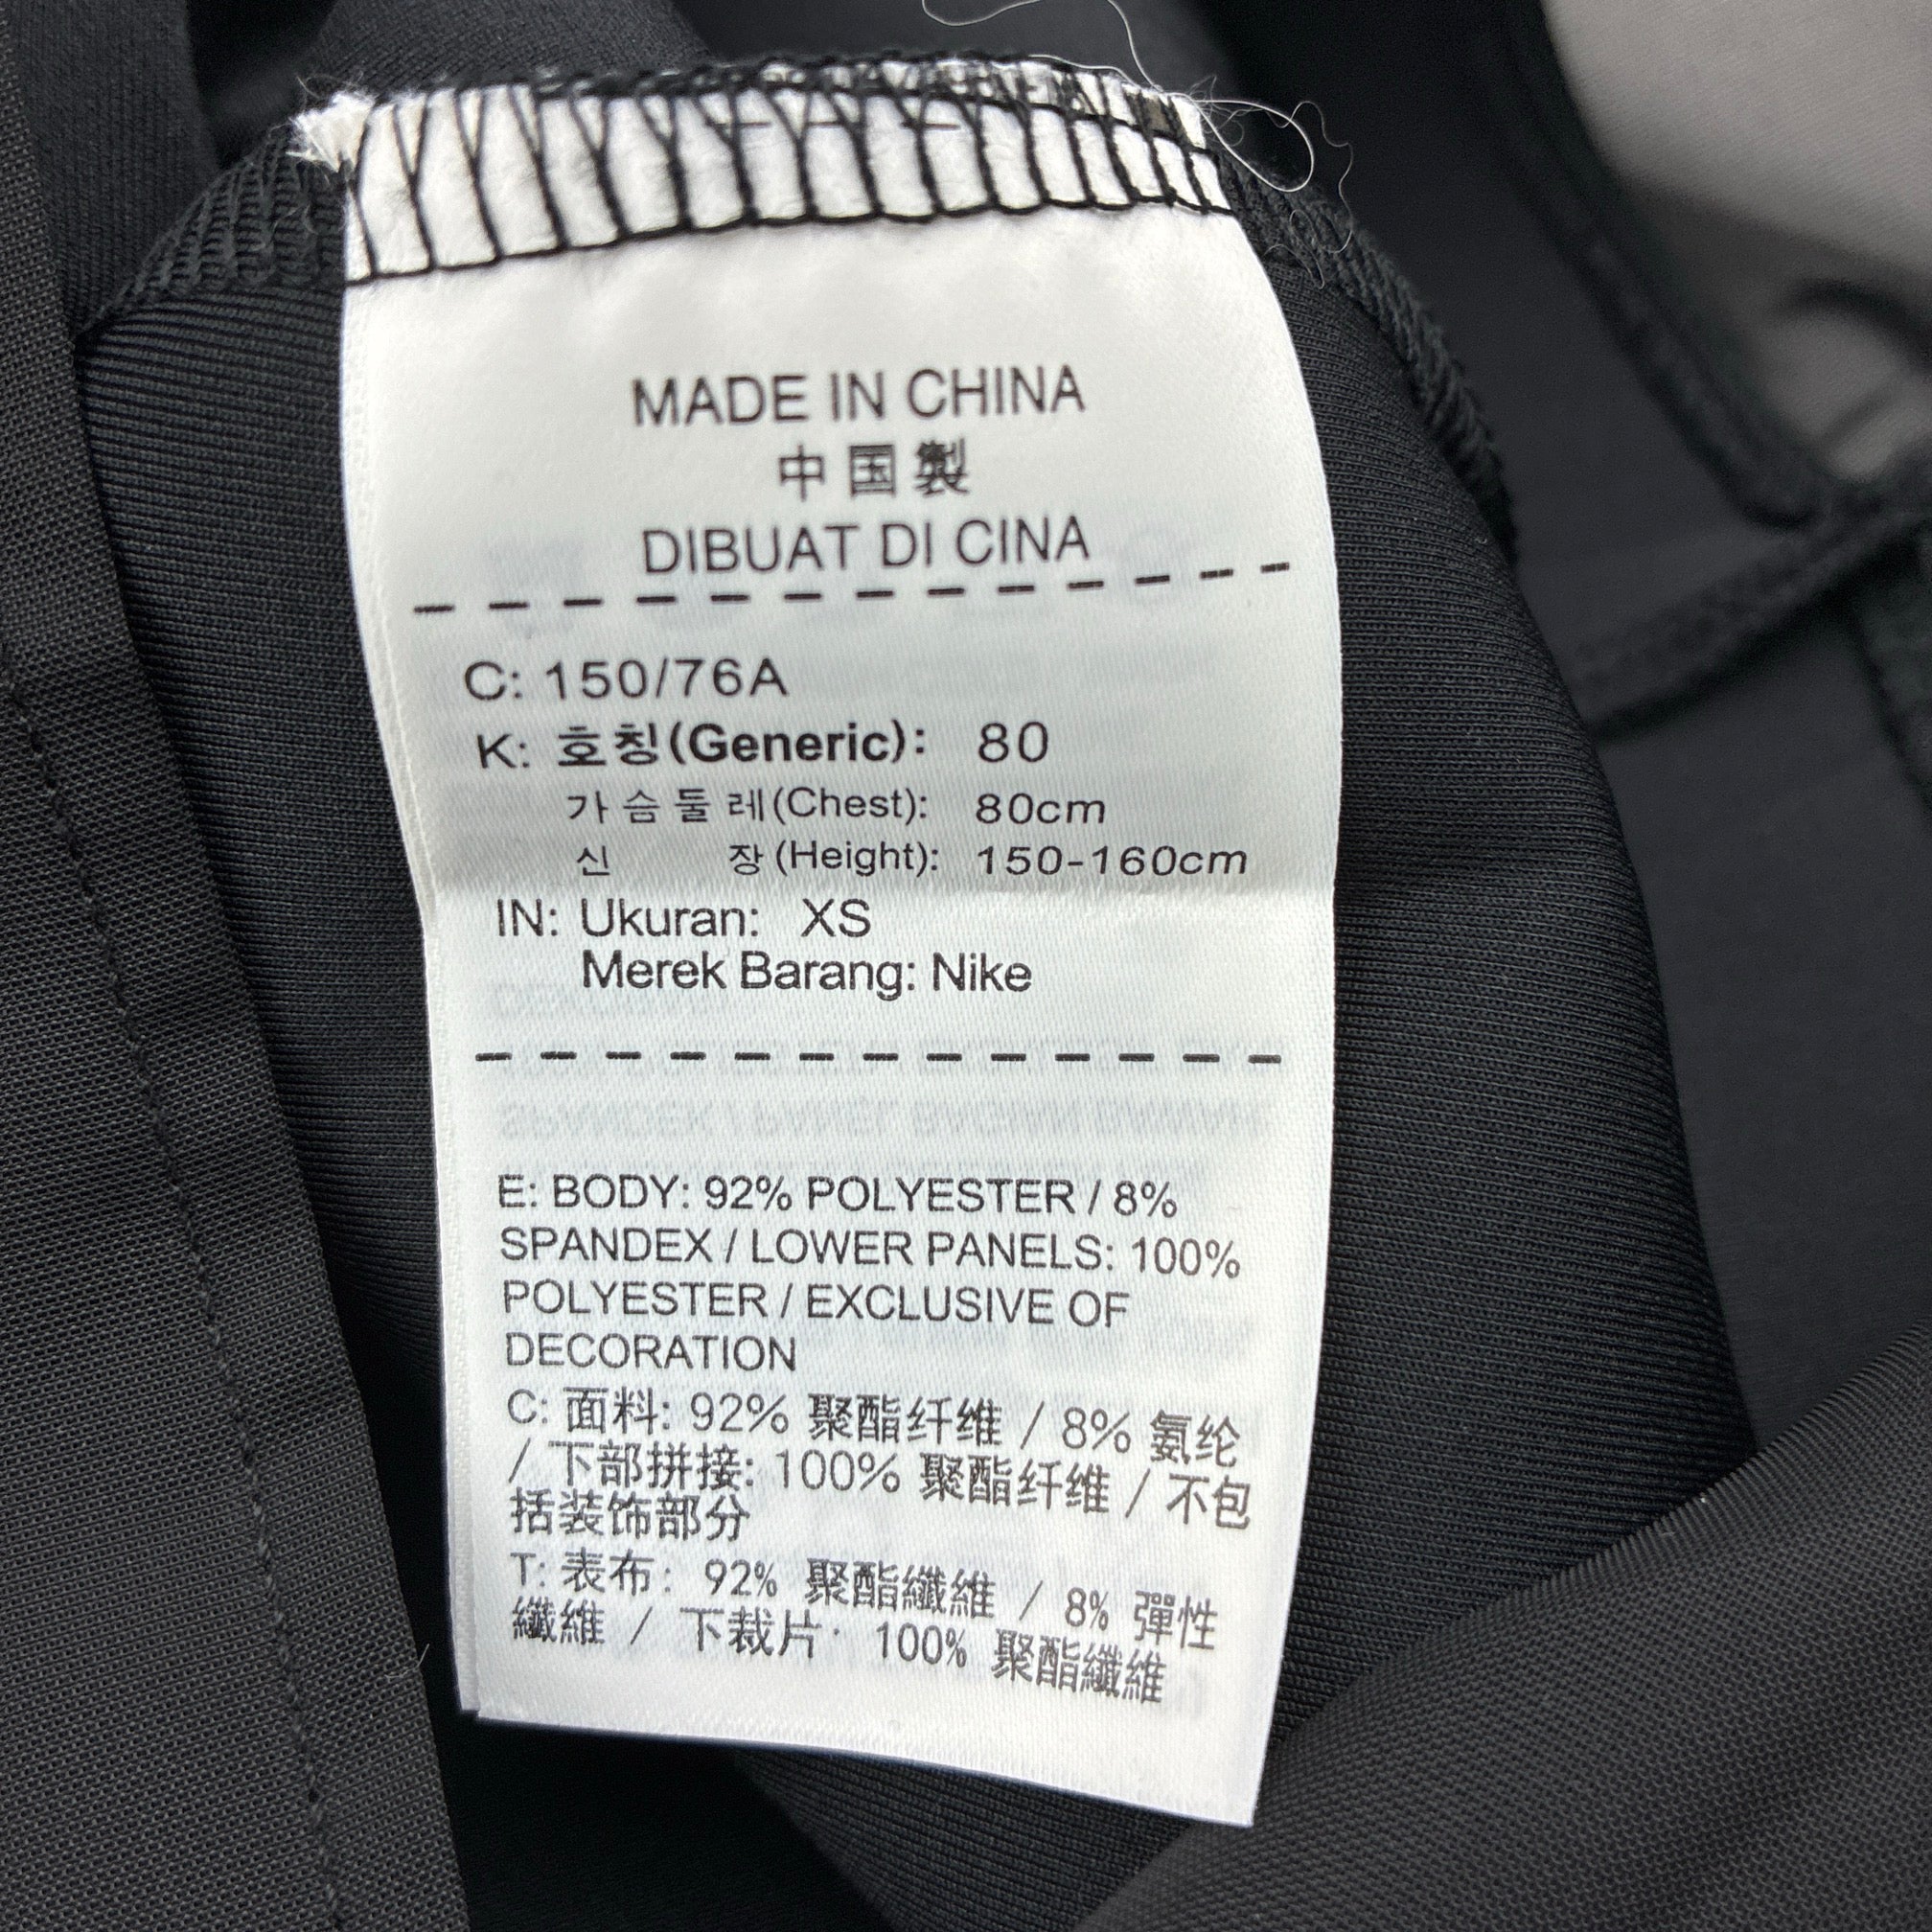 MADE IN CHINA
中国製
DIBUAT DI CINA
C: 150/76A
K: 호칭(Generic): 80
가슴둘레(Chest): 80cm
신 장(Height): 150-160cm
IN: Ukuran: XS
Merek Barang: Nike
E: BODY: 92% POLYESTER / 8%
SPANDEX / LOWER PANELS: 100%
POLYESTER / EXCLUSIVE OF
DECORATION
C: 面料: 92% 聚酯纤维 / 8% 氨纶
/ 下部拼接: 100% 聚酯纤维 / 不包
括装饰部分
T: 表布: 92% 聚酯纖維 / 8% 彈性
纖維 / 下裁片: 100% 聚酯纖維